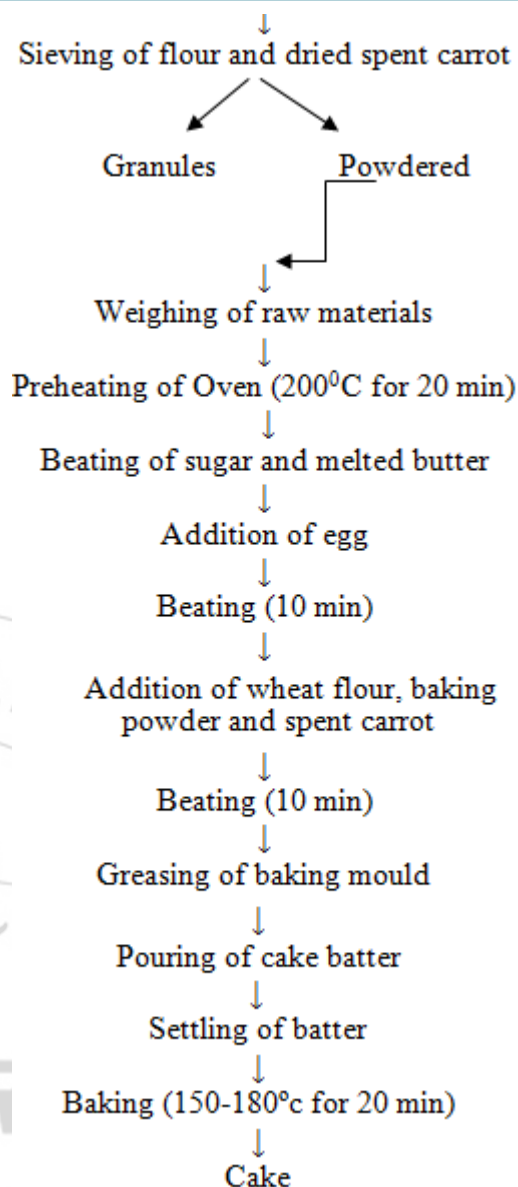 ↓
Sieving of flour and dried spent carrot
Granules Powdered
↓
Weighing of raw materials
↓
Preheating of Oven (200⁰C for 20 min)
↓
Beating of sugar and melted butter
↓
Addition of egg
↓
Beating (10 min)
↓
Addition of wheat flour, baking
powder and spent carrot
↓
Beating (10 min)
↓
Greasing of baking mould
↓
Pouring of cake batter
↓
Settling of batter
↓
Baking (150-180ºc for 20 min)
↓
Cake